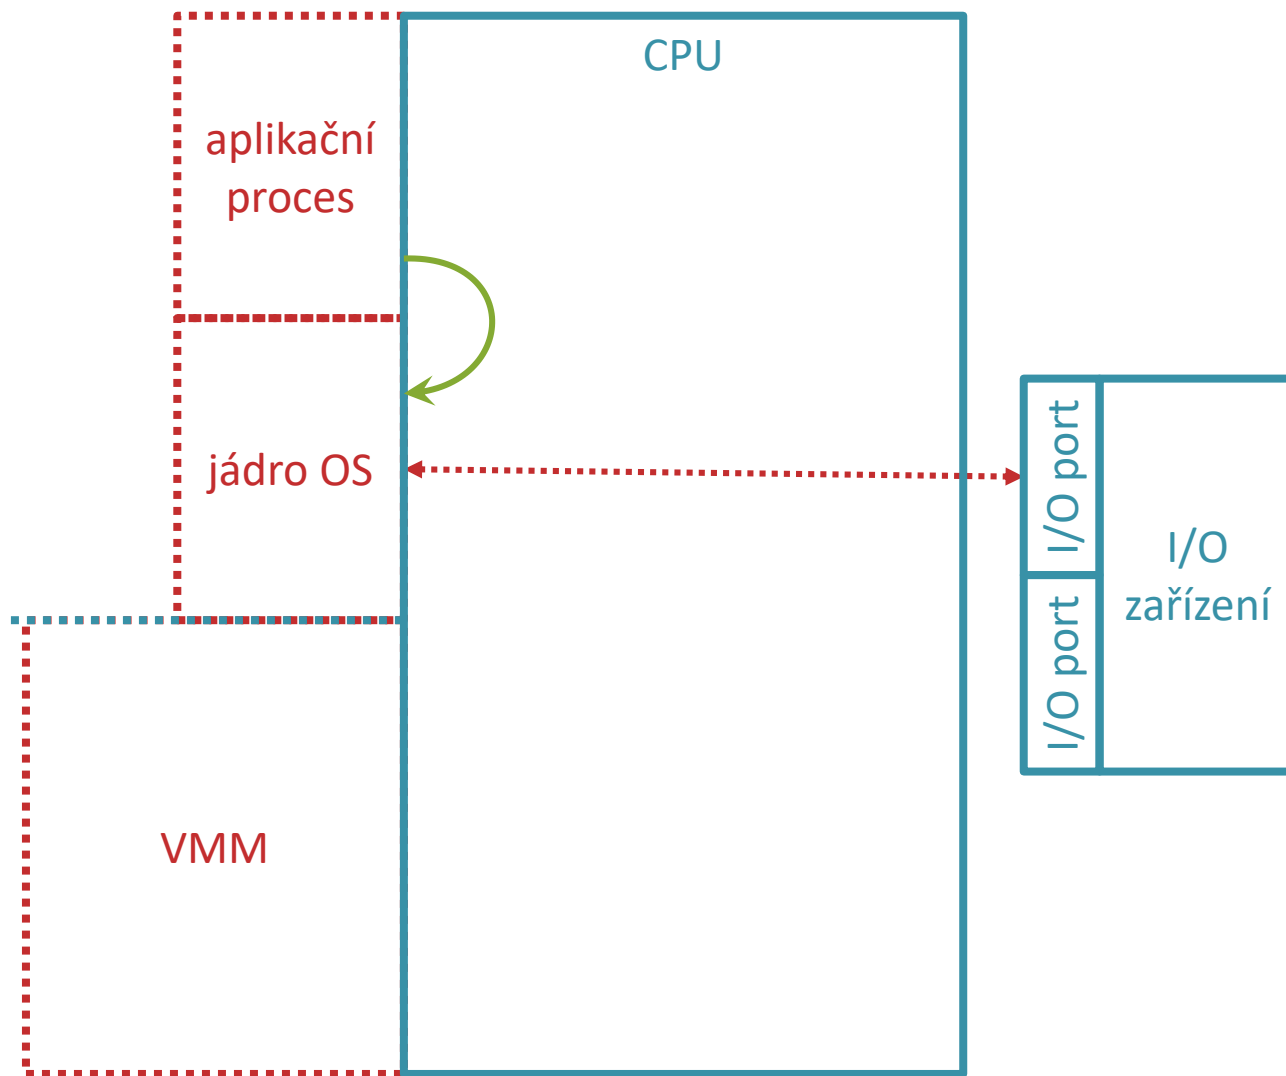 CPU
aplikační
proces
jádro OS
I/O port
I/O
zařízení
I/O port
VMM